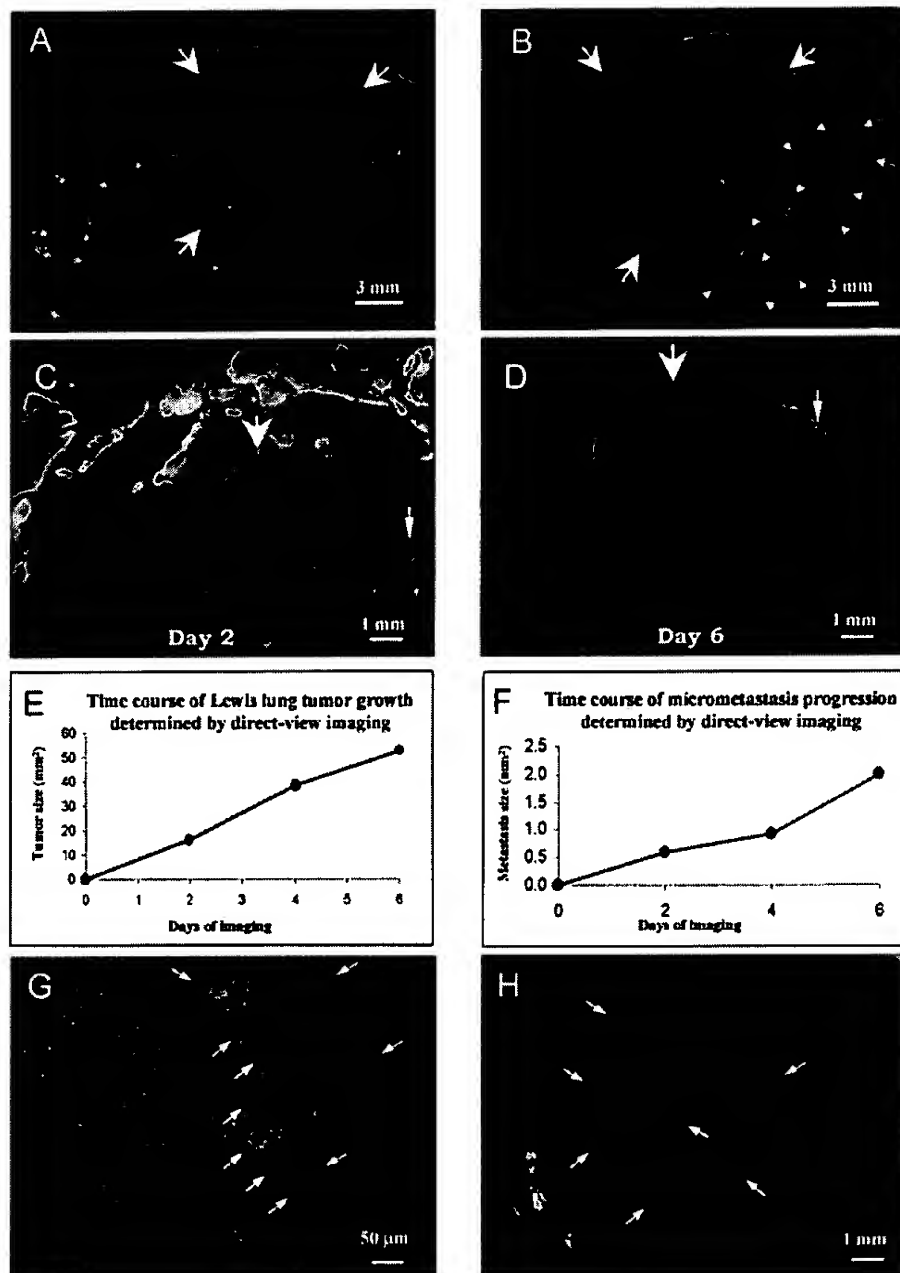 A
3 mm
B
3 mm
C
Day 2
1 mm
D
Day 6
1 mm
E
Time course of Lewis lung tumor growth
determined by direct-view imaging
Tumor size (mm²)
60
50
40
30
20
10
0
0
1
2
3
4
5
6
Days of imaging
F
Time course of micrometastasis progression
determined by direct-view imaging
Metastasis size (mm²)
2.5
2.0
1.5
1.0
0.5
0.0
0
2
4
6
Days of imaging
G
50 µm
H
1 mm